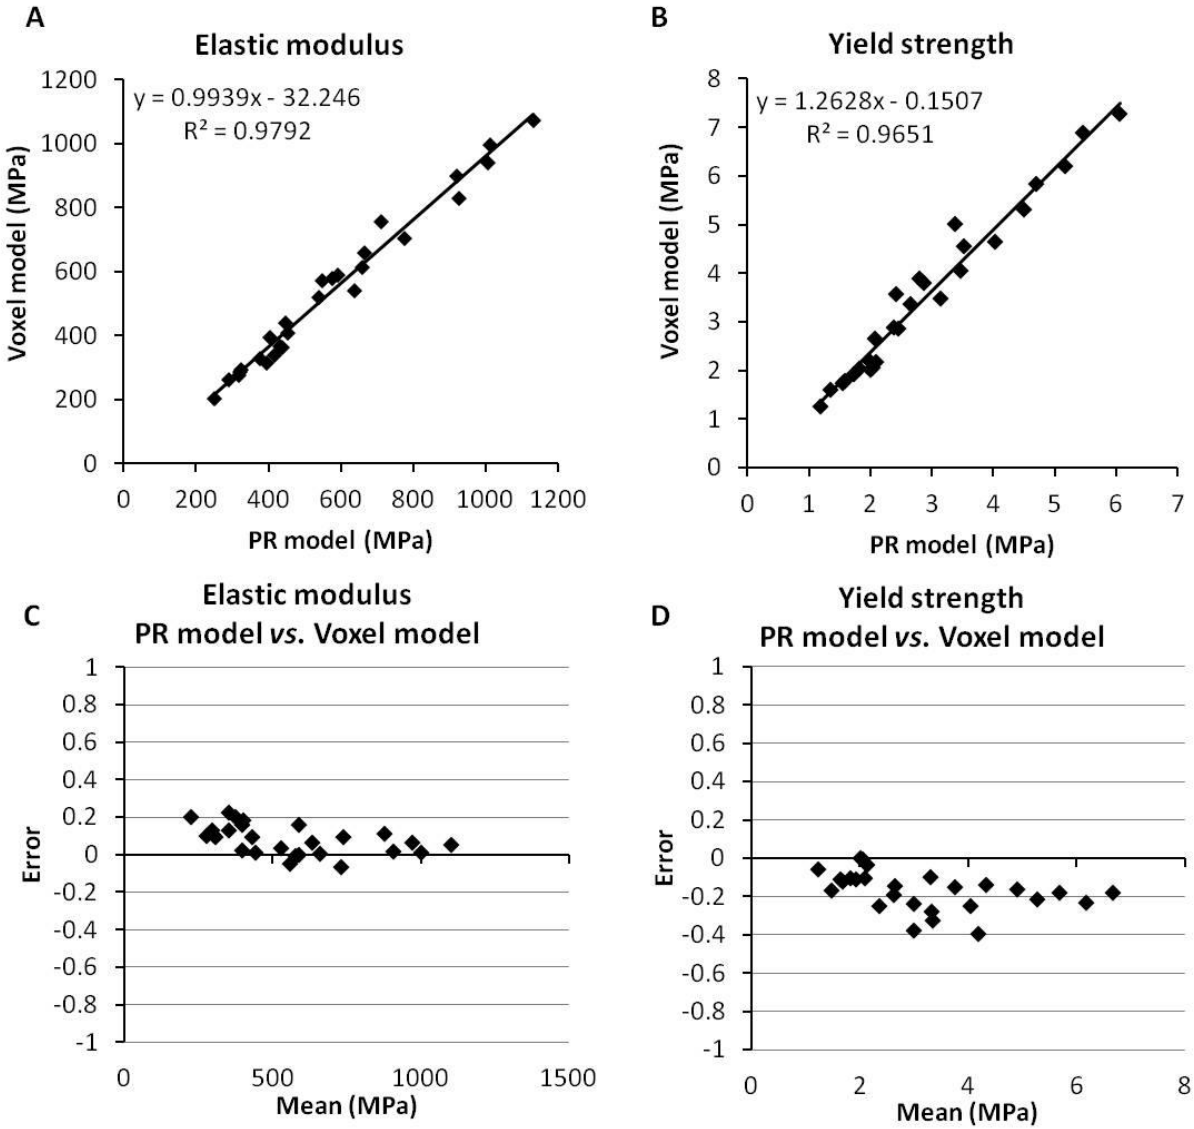 A
Elastic modulus
y = 0.9939x - 32.246
R² = 0.9792
1200
1000
800
600
400
200
0
Voxel model (MPa)
0 200 400 600 800 1000 1200
PR model (MPa)
B
Yield strength
y = 1.2628x - 0.1507
R² = 0.9651
8
7
6
5
4
3
2
1
0
Voxel model (MPa)
0 1 2 3 4 5 6 7
PR model (MPa)
C
Elastic modulus
PR model vs. Voxel model
1
0.8
0.6
0.4
0.2
0
-0.2
-0.4
-0.6
-0.8
-1
Error
0 500 1000 1500
Mean (MPa)
D
Yield strength
PR model vs. Voxel model
1
0.8
0.6
0.4
0.2
0
-0.2
-0.4
-0.6
-0.8
-1
Error
0 2 4 6 8
Mean (MPa)